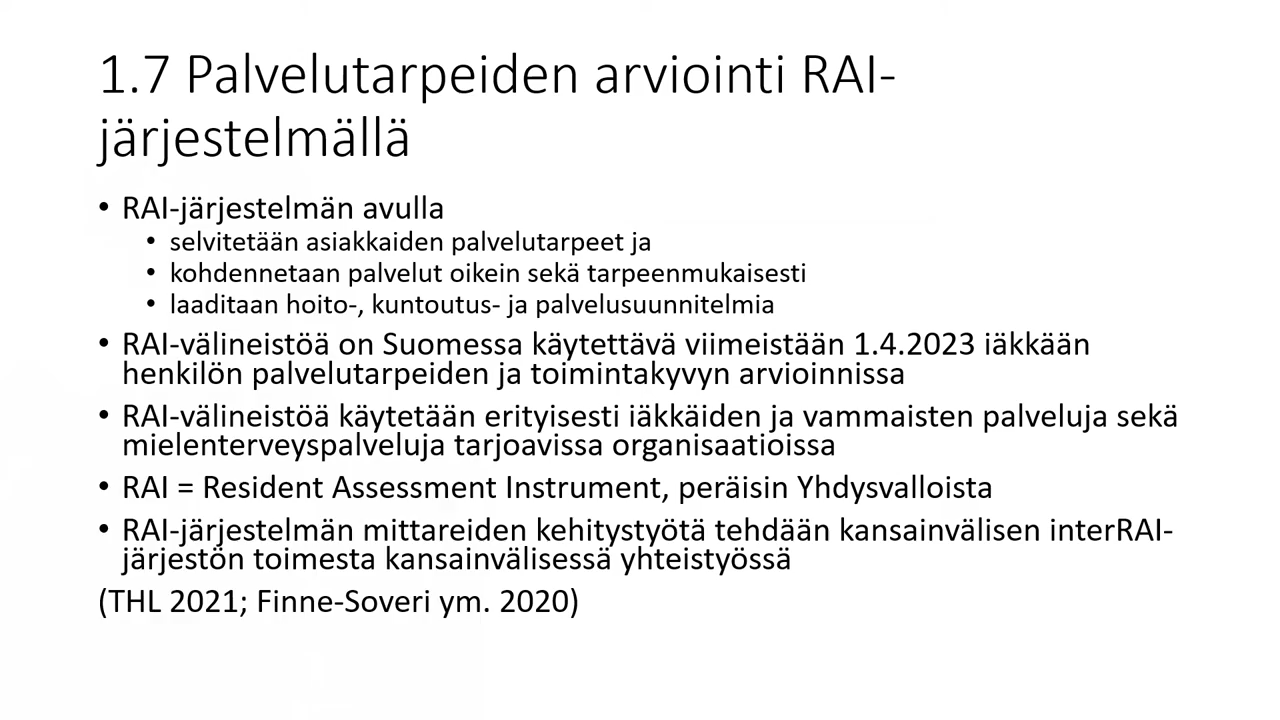 1.7 Palvelutarpeiden arviointi RAI-
järjestelmällä
• RAI-järjestelmän avulla
• selvitetään asiakkaiden palvelutarpeet ja
• kohdennetaan palvelut oikein sekä tarpeenmukaisesti
• laaditaan hoito-, kuntoutus- ja palvelusuunnitelmia
• RAI-välineistöä on Suomessa käytettävä viimeistään 1.4.2023 iäkkään
henkilön palvelutarpeiden ja toimintakyvyn arvioinnissa
• RAI-välineistöä käytetään erityisesti iäkkäiden ja vammaisten palveluja sekä
mielenterveyspalveluja tarjoavissa organisaatioissa
• RAI = Resident Assessment Instrument, peräisin Yhdysvalloista
• RAI-järjestelmän mittareiden kehitystyötä tehdään kansainvälisen interRAI-
järjestön toimesta kansainvälisessä yhteistyössä
(THL 2021; Finne-Soveri ym. 2020)